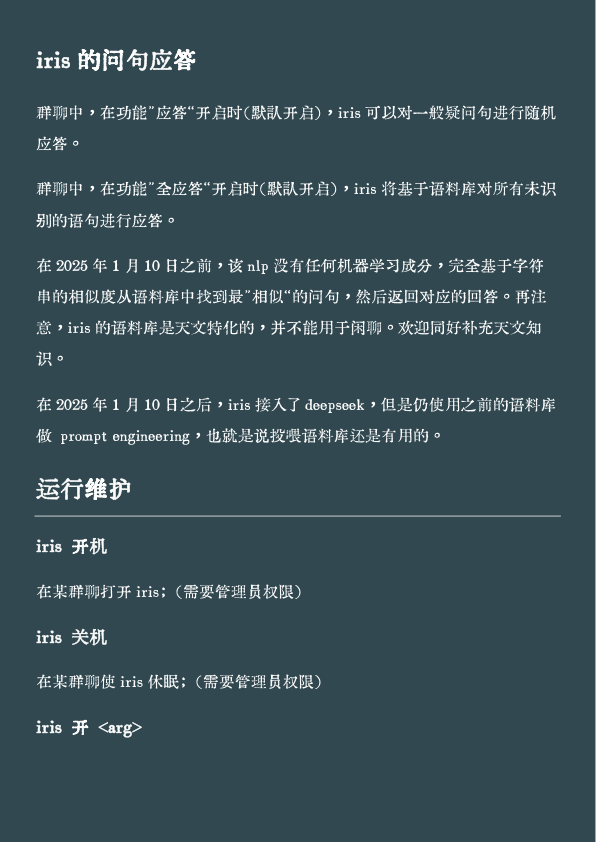 iris 的问句应答
群聊中，在功能"应答“开启时(默认开启)，iris 可以对一般疑问句进行随机
应答。
群聊中，在功能"全应答“开启时(默认开启)，iris 将基于语料库对所有未识
别的语句进行应答。
在 2025 年 1 月 10 日之前，该 nlp 没有任何机器学习成分，完全基于字符
串的相似度从语料库中找到最"相似“的问句，然后返回对应的回答。再注
意，iris 的语料库是天文特化的，并不能用于闲聊。欢迎同好补充天文知
识。
在 2025 年 1 月 10 日之后，iris 接入了 deepseek，但是仍使用之前的语料库
做 prompt engineering，也就是说投喂语料库还是有用的。
运行维护
iris 开机
在某群聊打开 iris;（需要管理员权限）
iris 关机
在某群聊使 iris 休眠;（需要管理员权限）
iris 开 <arg>